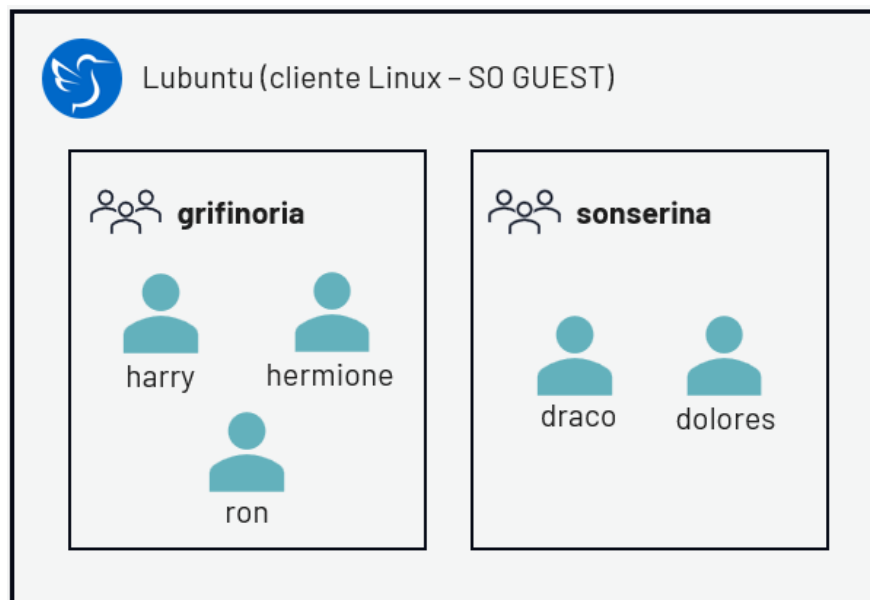 Lubuntu (cliente Linux – SO GUEST)
grifinoria
sonserina
harry
hermione
ron
draco
dolores